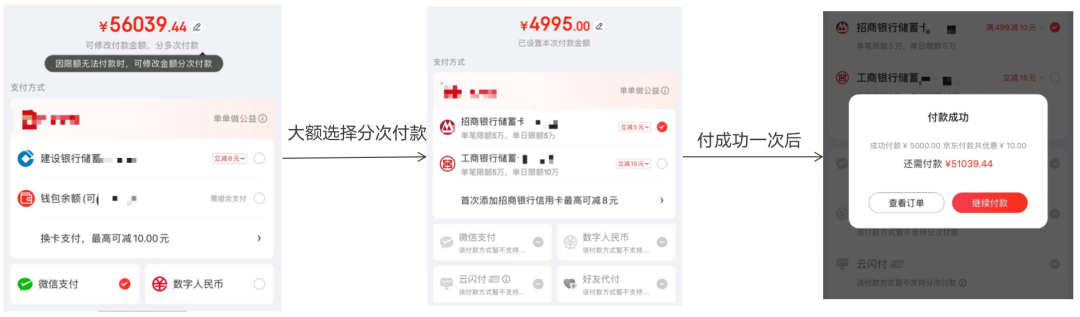 ¥56039.44
可修改付款金额，分多次付款
因限额无法付款时，可修改金额分次付款
支付方式
单单做公益
建设银行储蓄
立减8元
钱包余额(可
需组合支付
换卡支付，最高可减10.00元
微信支付
数字人民币
大额选择分次付款
¥4995.00
已设置本次付款金额
支付方式
单单做公益
招商银行储蓄卡
立减5元
单笔限额5万，单日限额5万
工商银行储蓄
立减15元
单笔限额5万，单日限额10万
首次添加招商银行信用卡最高可减8元
微信支付
该付款方式暂不支持...
数字人民币
该付款方式暂不支持...
云闪付
该付款方式暂不支持...
好友代付
该付款方式暂不支持...
付成功一次后
招商银行储蓄卡
满499减10元
单笔限额5万，单日限额5万
工商银行储蓄
立减15元
付款成功
成功付款 ¥ 5000.00 京东付款共优惠 ¥ 10.00
还需付款 ¥51039.44
查看订单
继续付款
该付款方式暂不支持分次付款
云闪付
该付款方式暂不支持分次付款